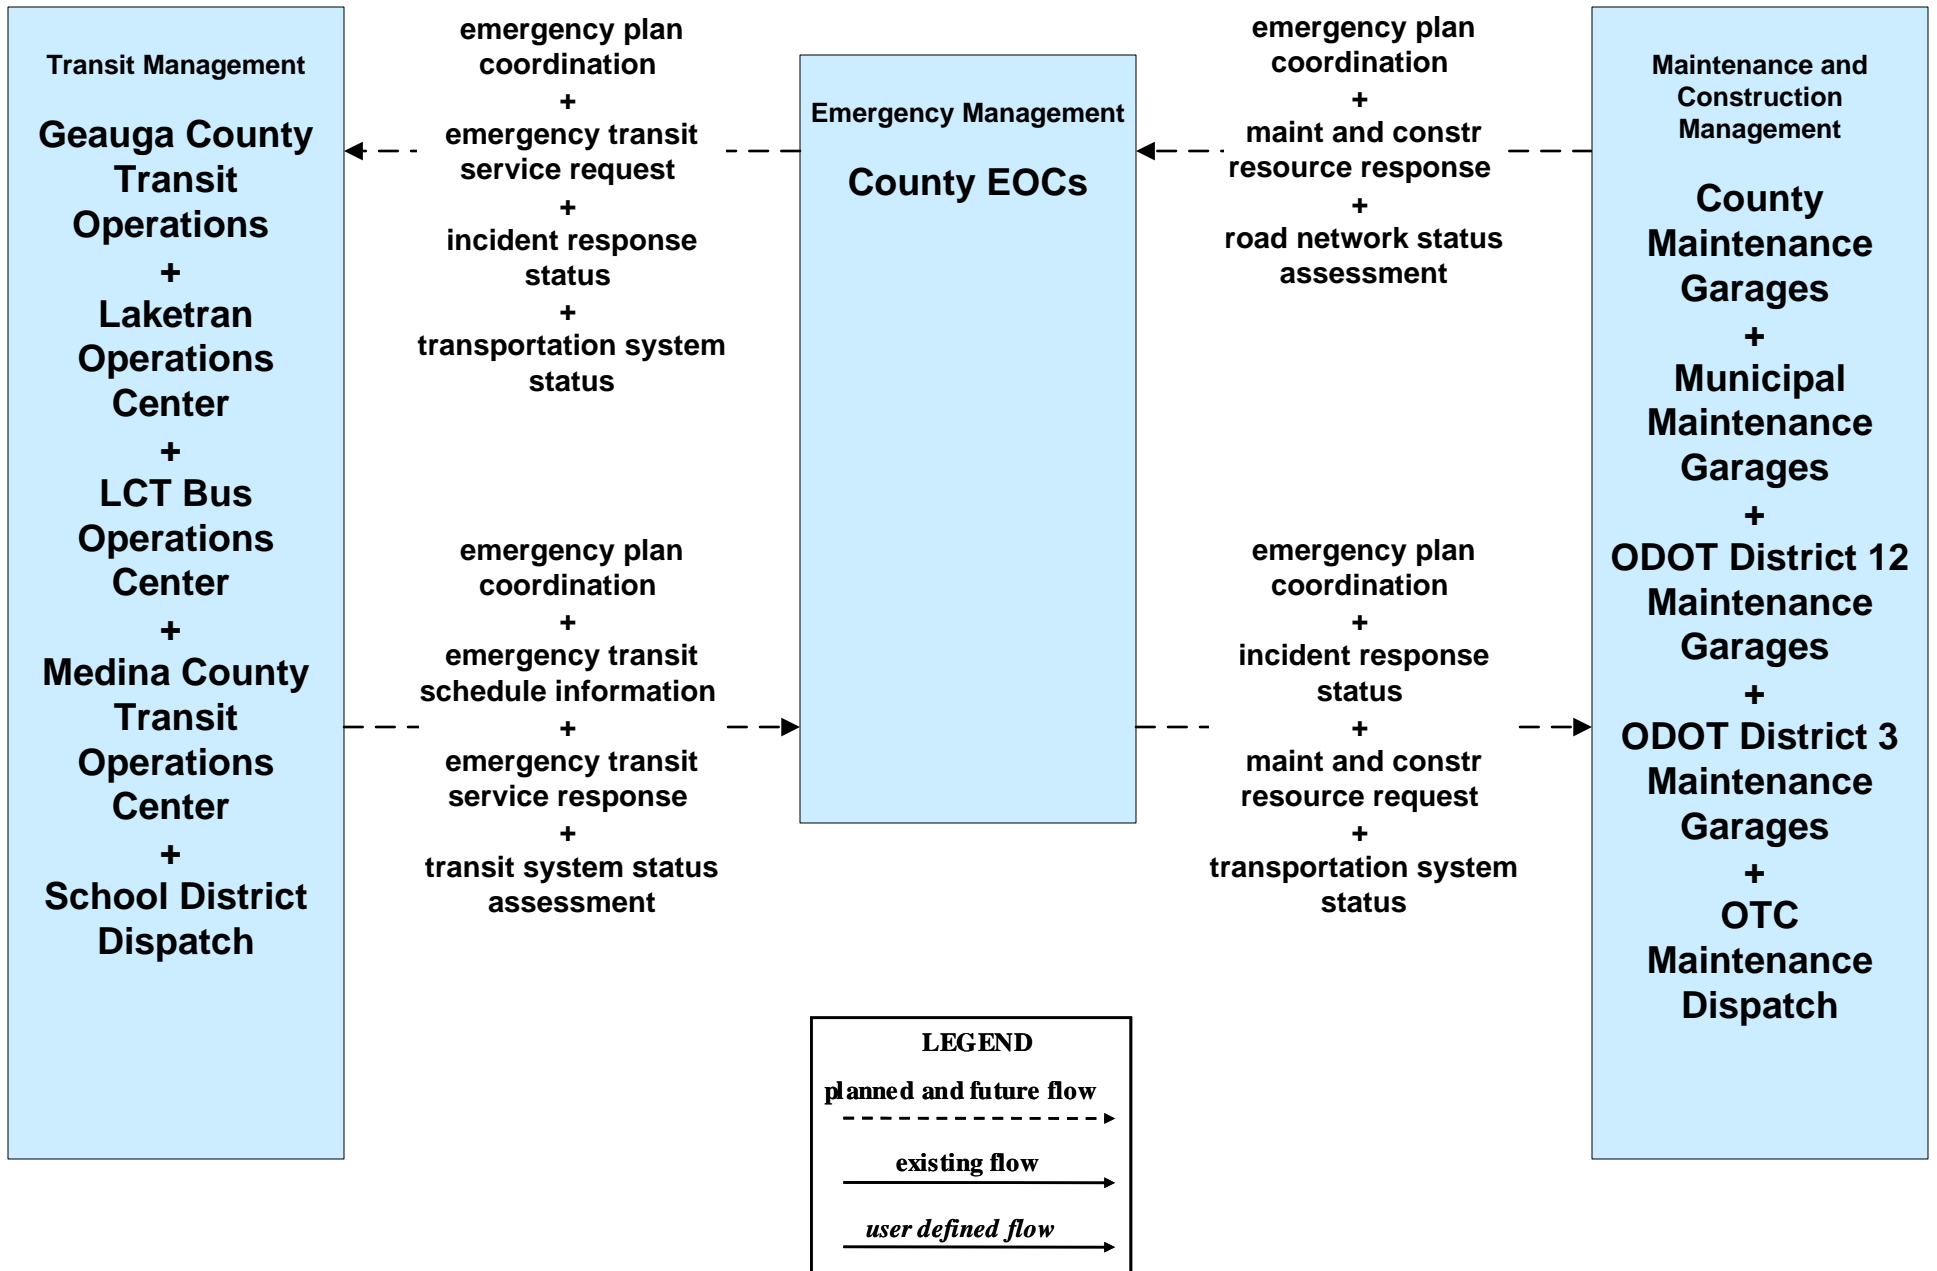 Transit Management
Geauga County
Transit
Operations
+
Laketran
Operations
Center
+
LCT Bus
Operations
Center
+
Medina County
Transit
Operations
Center
+
School District
Dispatch
emergency plan
coordination
+
emergency transit
service request
+
incident response
status
+
transportation system
status
emergency plan
coordination
+
emergency transit
schedule information
+
emergency transit
service response
+
transit system status
assessment
Emergency Management
County EOCs
emergency plan
coordination
+
maint and constr
resource response
+
road network status
assessment
emergency plan
coordination
+
incident response
status
+
maint and constr
resource request
+
transportation system
status
Maintenance and
Construction
Management
County
Maintenance
Garages
+
Municipal
Maintenance
Garages
+
ODOT District 12
Maintenance
Garages
+
ODOT District 3
Maintenance
Garages
+
OTC
Maintenance
Dispatch
LEGEND
planned and future flow
existing flow
user defined flow